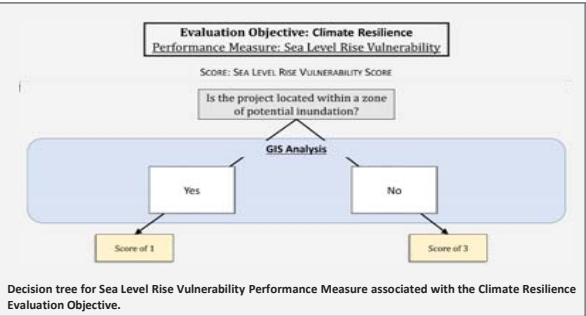 Evaluation Objective: Climate Resilience
Performance Measure: Sea Level Rise Vulnerability
SCORE: SEA LEVEL RISE VULNERABILITY SCORE
Is the project located within a zone
of potential inundation?
GIS Analysis
Yes
No
Score of 1
Score of 3
Decision tree for Sea Level Rise Vulnerability Performance Measure associated with the Climate Resilience
Evaluation Objective.